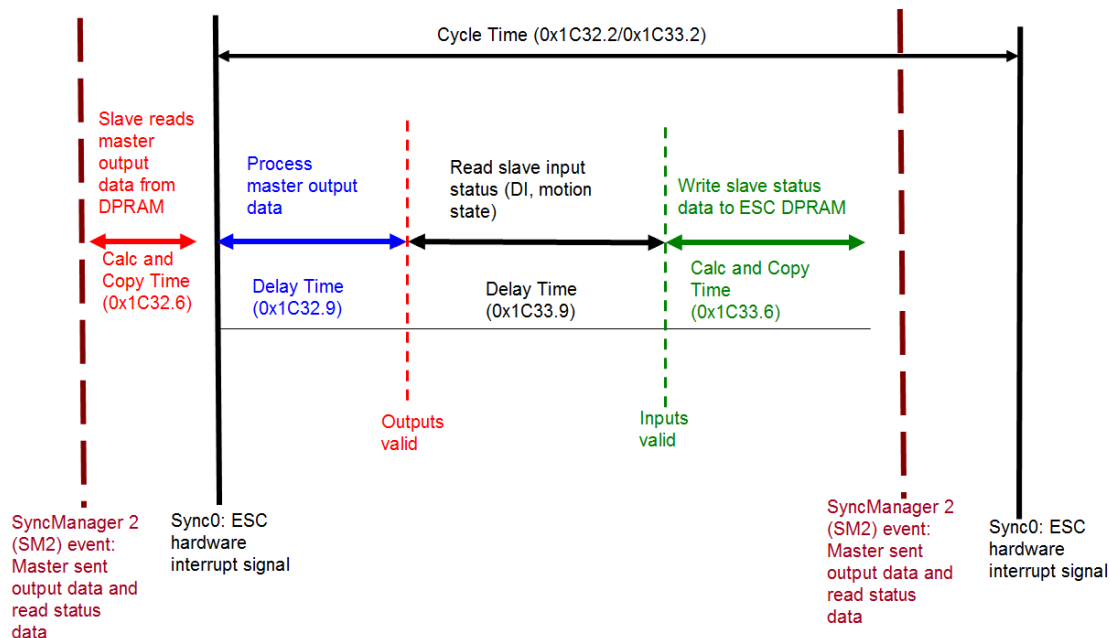 Cycle Time (0x1C32.2/0x1C33.2)
Slave reads
master
output
data from
DPRAM
Process
master output
data
Read slave input
status (DI, motion
state)
Write slave status
data to ESC DPRAM
Calc and
Copy Time
(0x1C32.6)
Delay Time
(0x1C32.9)
Delay Time
(0x1C33.9)
Calc and Copy
Time
(0x1C33.6)
Outputs
valid
Inputs
valid
SyncManager 2
(SM2) event:
Master sent
output data and
read status
data
Sync0: ESC
hardware
interrupt signal
SyncManager 2
(SM2) event:
Master sent
output data and
read status
data
Sync0: ESC
hardware
interrupt signal